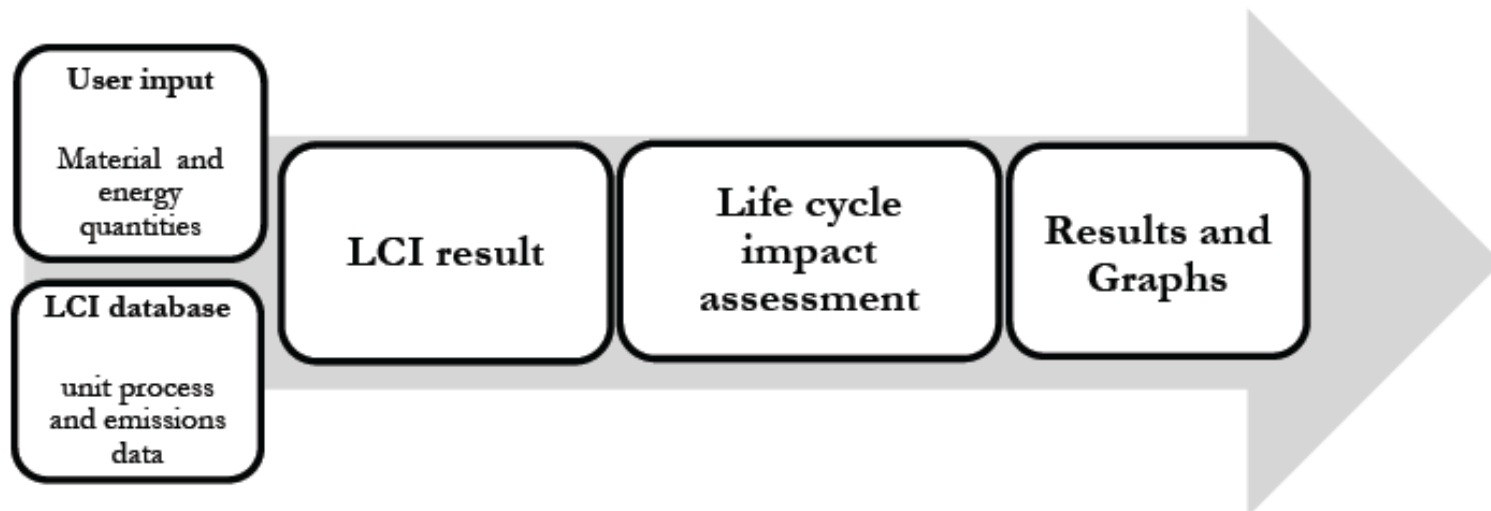 User input
Material and
energy
quantities
LCI database
unit process
and emissions
data
LCI result
Life cycle
impact
assessment
Results and
Graphs